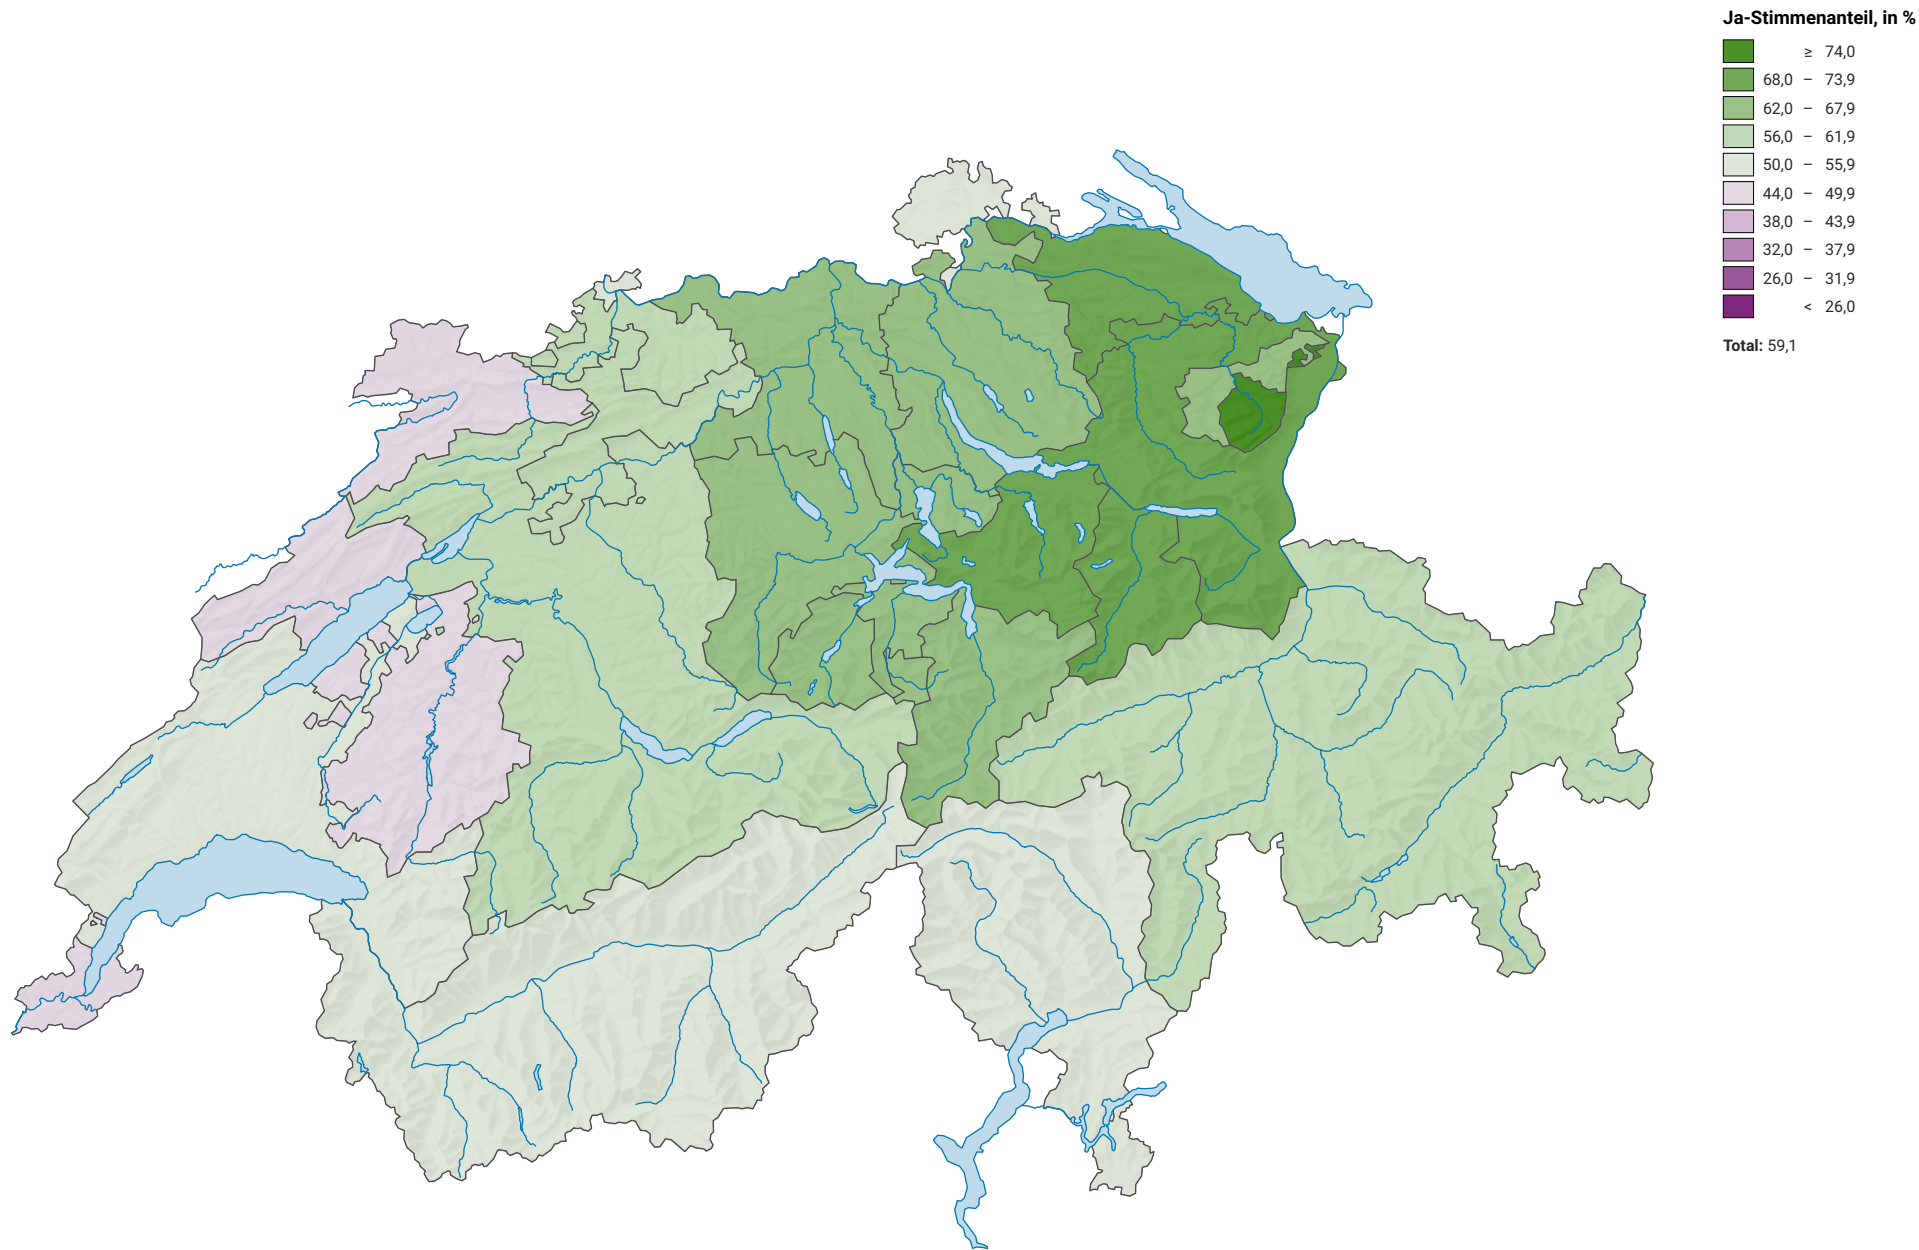 Ja-Stimmenanteil, in %
≥ 74,0
68,0 – 73,9
62,0 – 67,9
56,0 – 61,9
50,0 – 55,9
44,0 – 49,9
38,0 – 43,9
32,0 – 37,9
26,0 – 31,9
< 26,0
Total: 59,1